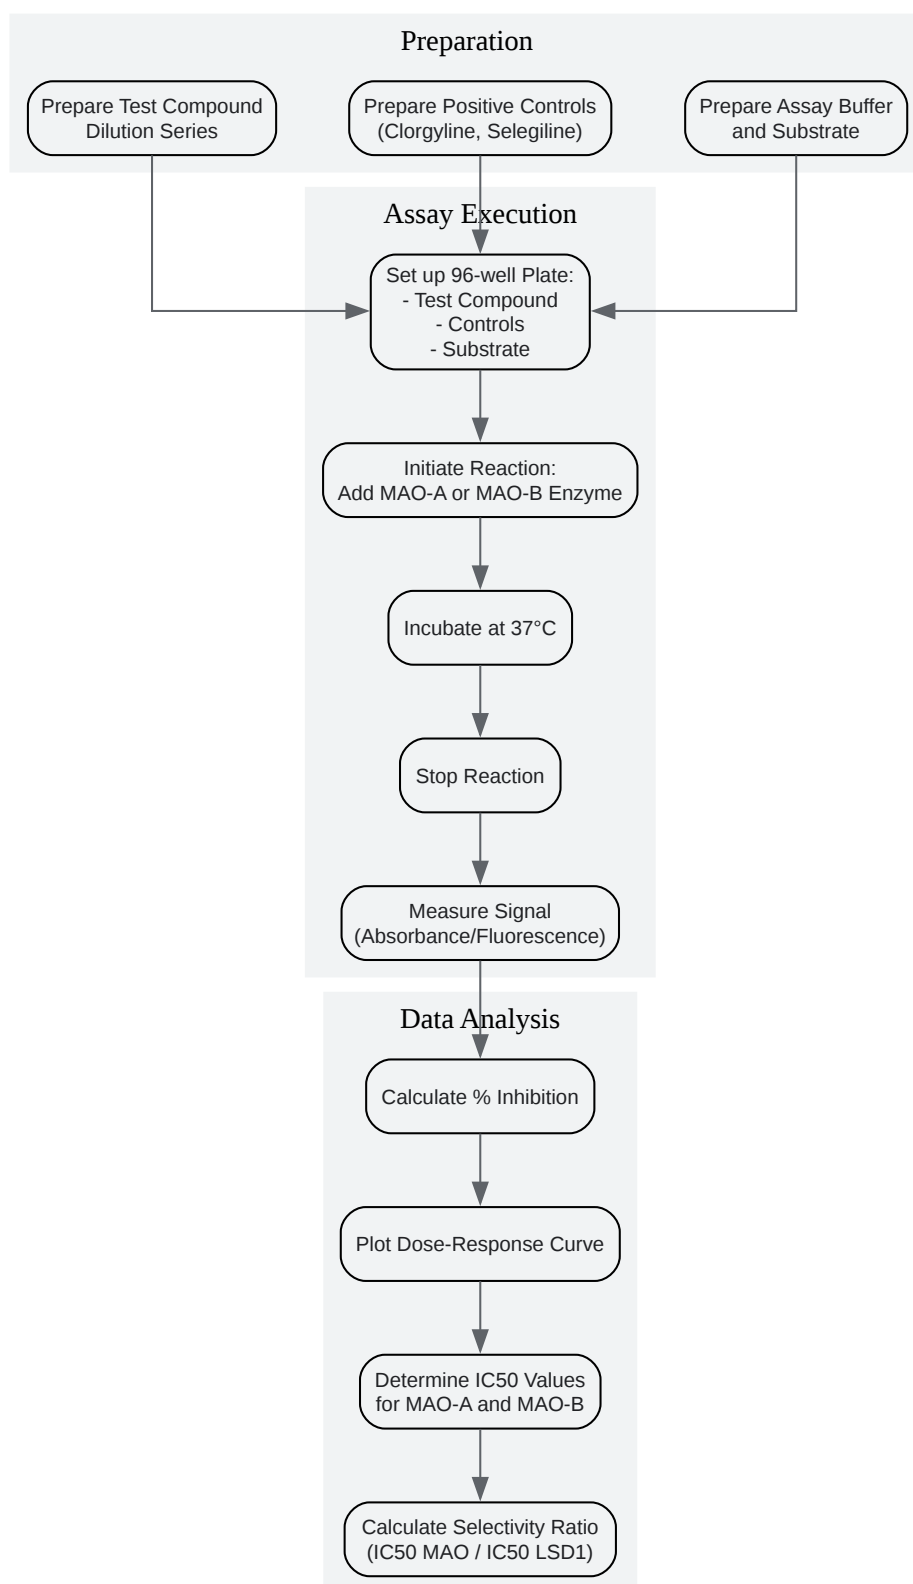 Preparation
Prepare Test Compound
Dilution Series
Prepare Positive Controls
(Clorgyline, Selegiline)
Prepare Assay Buffer
and Substrate
Assay Execution
Set up 96-well Plate:
- Test Compound
- Controls
- Substrate
Initiate Reaction:
Add MAO-A or MAO-B Enzyme
Incubate at 37°C
Stop Reaction
Measure Signal
(Absorbance/Fluorescence)
Data Analysis
Calculate % Inhibition
Plot Dose-Response Curve
Determine IC50 Values
for MAO-A and MAO-B
Calculate Selectivity Ratio
(IC50 MAO / IC50 LSD1)